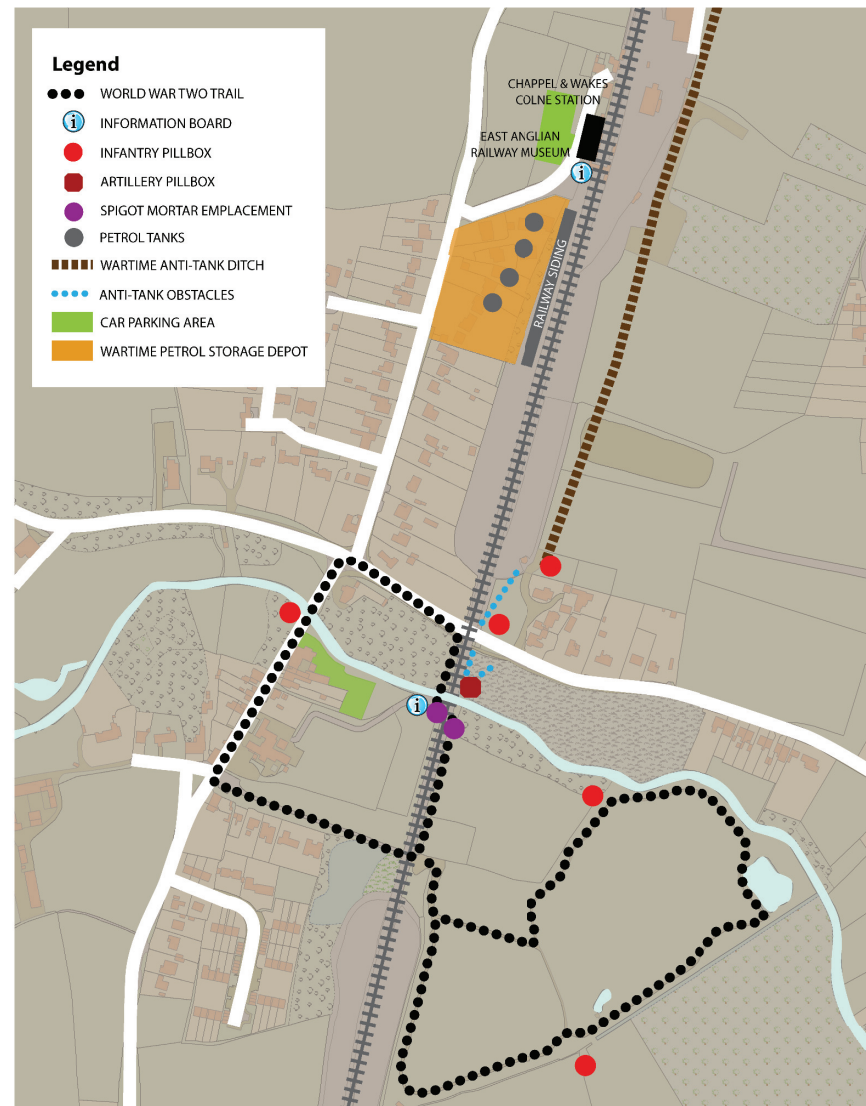 Legend
WORLD WAR TWO TRAIL
i INFORMATION BOARD
INFANTRY PILLBOX
ARTILLERY PILLBOX
SPIGOT MORTAR EMPLACEMENT
PETROL TANKS
WARTIME ANTI-TANK DITCH
ANTI-TANK OBSTACLES
CAR PARKING AREA
WARTIME PETROL STORAGE DEPOT
CHAPPEL & WAKES
COLNE STATION
EAST ANGLIAN
RAILWAY MUSEUM
i
RAILWAY SIDING
i